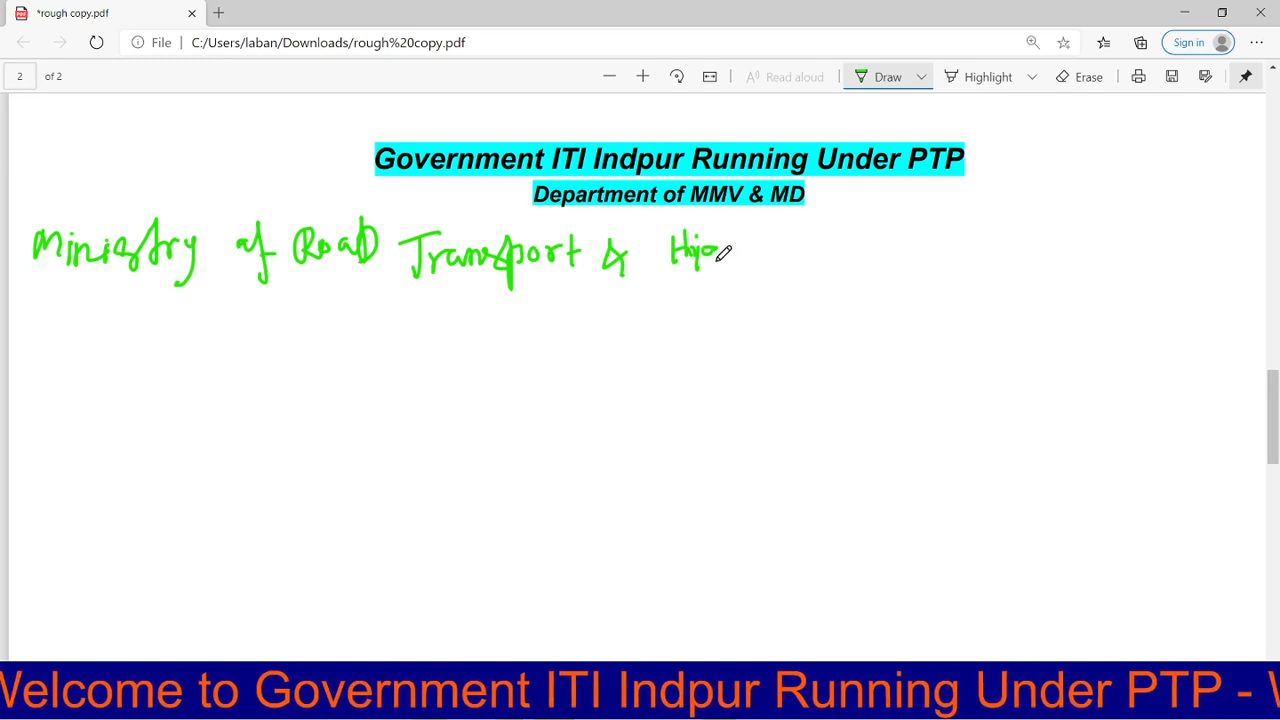 *rough copy.pdf
File C:/Users/laban/Downloads/rough%20copy.pdf Sign in
2 of 2 Read aloud Draw Highlight Erase
Government ITI Indpur Running Under PTP
Department of MMV & MD
Ministry of Road Transport &
Welcome to Government ITI Indpur Running Under PTP -